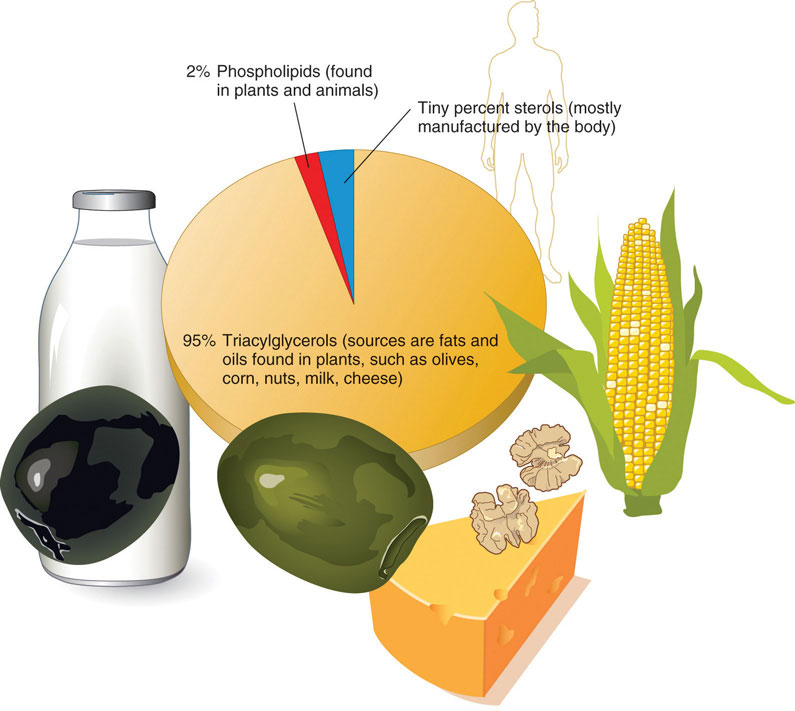 2% Phospholipids (found
in plants and animals)
Tiny percent sterols (mostly
manufactured by the body)
95% Triacylglycerols (sources are fats and
oils found in plants, such as olives,
corn, nuts, milk, cheese)